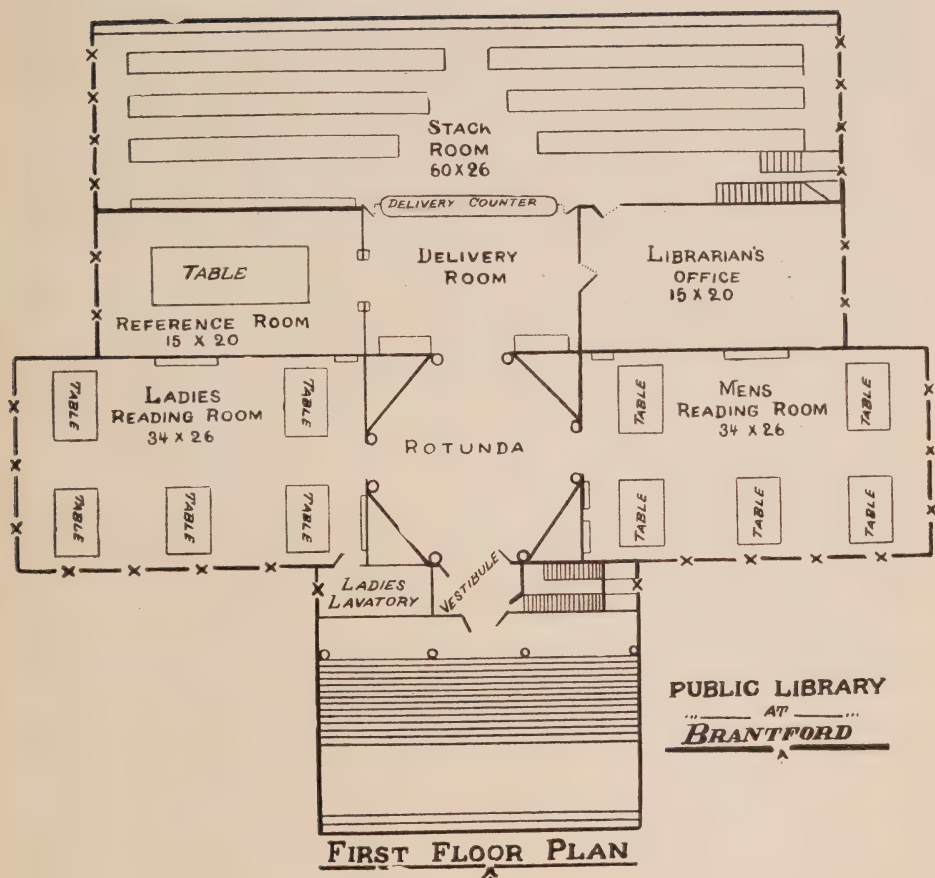 STACK
ROOM
60 X 26
DELIVERY COUNTER
TABLE
REFERENCE ROOM
15 X 20
DELIVERY
ROOM
LIBRARIAN'S
OFFICE
15 X 20
TABLE
LADIES
READING ROOM
34 X 26
TABLE
TABLE
TABLE
TABLE
ROTUNDA
TABLE
MENS
READING ROOM
34 X 26
TABLE
TABLE
TABLE
TABLE
LADIES
LAVATORY
VESTIBULE
PUBLIC LIBRARY
AT
BRANTFORD
FIRST FLOOR PLAN